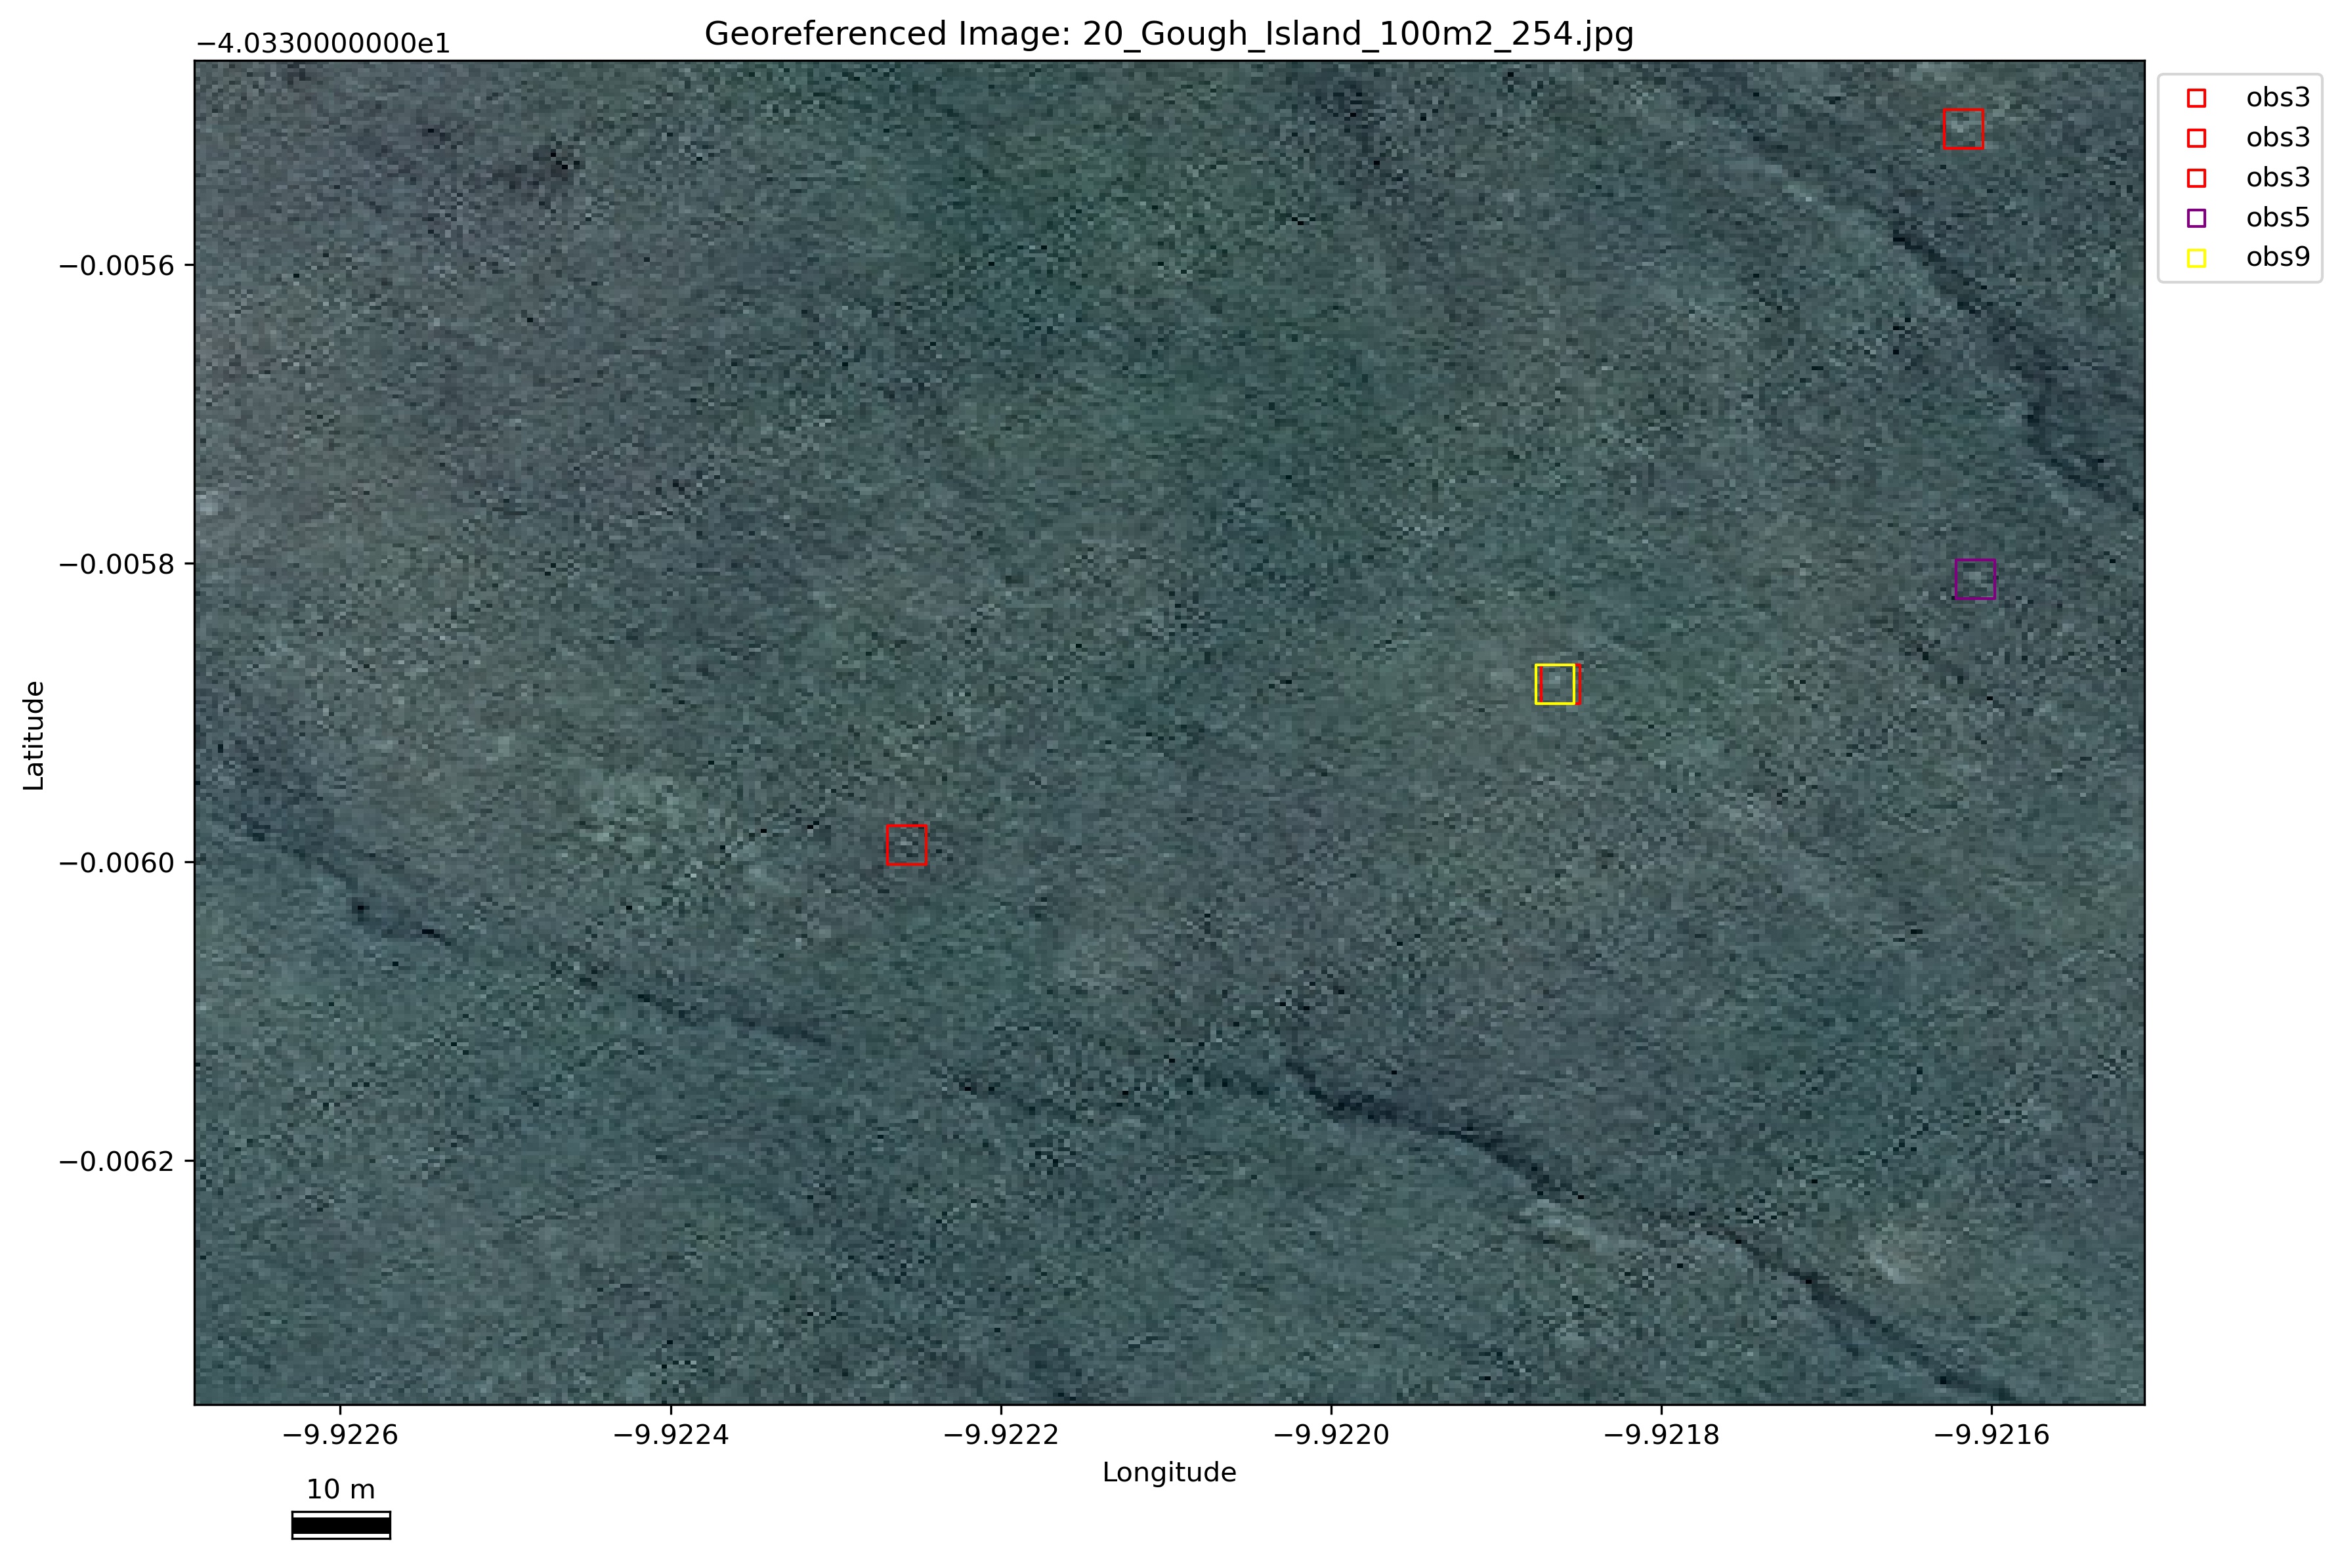 Georeferenced Image: 20_Gough_Island_100m2_254.jpg
−4.0330000000e1
obs3
obs3
obs3
obs5
obs9
−0.0056
−0.0058
−0.0060
−0.0062
Latitude
−9.9226
−9.9224
−9.9222
−9.9220
−9.9218
−9.9216
Longitude
10 m